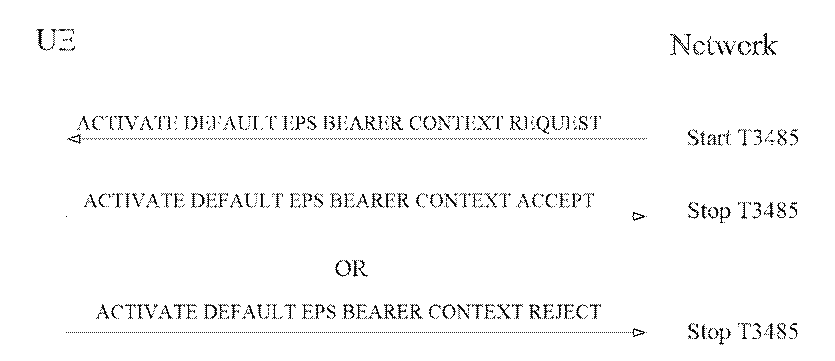 UE Network
ACTIVATE DEFAULT EPS BEARER CONTEXT REQUEST
Start T3485
ACTIVATE DEFAULT EPS BEARER CONTEXT ACCEPT
Stop T3485
OR
ACTIVATE DEFAULT EPS BEARER CONTEXT REJECT
Stop T3485